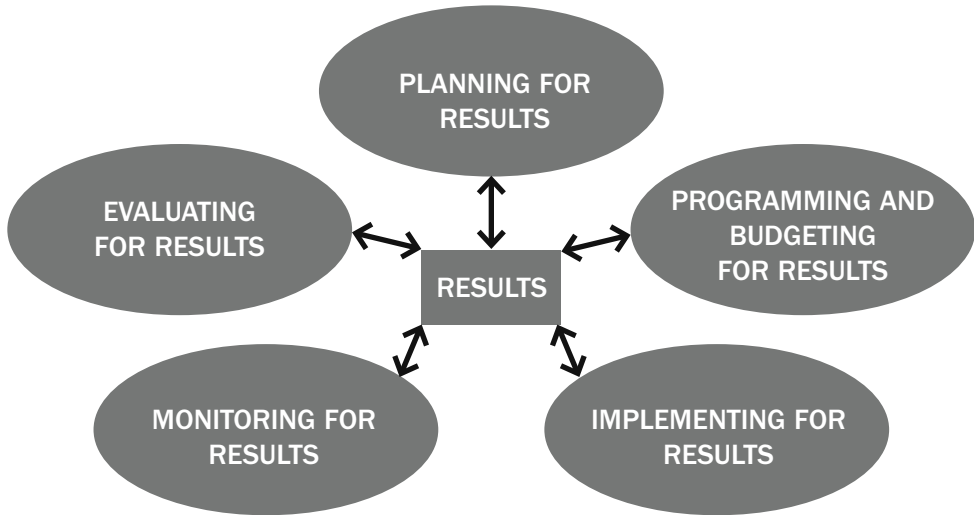 PLANNING FOR
RESULTS
EVALUATING
FOR RESULTS
PROGRAMMING AND
BUDGETING
FOR RESULTS
RESULTS
MONITORING FOR
RESULTS
IMPLEMENTING FOR
RESULTS